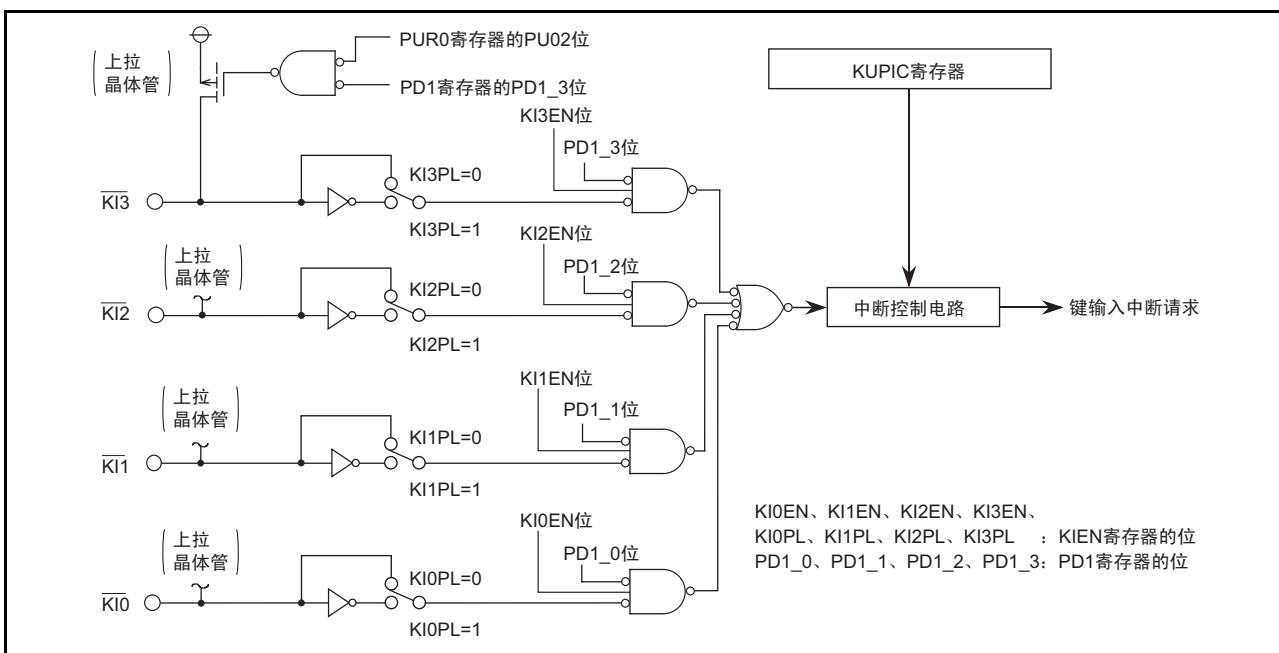 上拉
晶体管
PUR0寄存器的PU02位
PD1寄存器的PD1_3位
KUPIC寄存器
KI3EN位
PD1_3位
KI3PL=0
KI3
KI3PL=1
上拉
晶体管
KI2EN位
PD1_2位
KI2PL=0
KI2
KI2PL=1
中断控制电路
键输入中断请求
上拉
晶体管
KI1EN位
PD1_1位
KI1PL=0
KI1
KI1PL=1
上拉
晶体管
KI0EN位
PD1_0位
KI0PL=0
KI0
KI0PL=1
KI0EN、KI1EN、KI2EN、KI3EN、
KI0PL、KI1PL、KI2PL、KI3PL ：KIEN寄存器的位
PD1_0、PD1_1、PD1_2、PD1_3：PD1寄存器的位